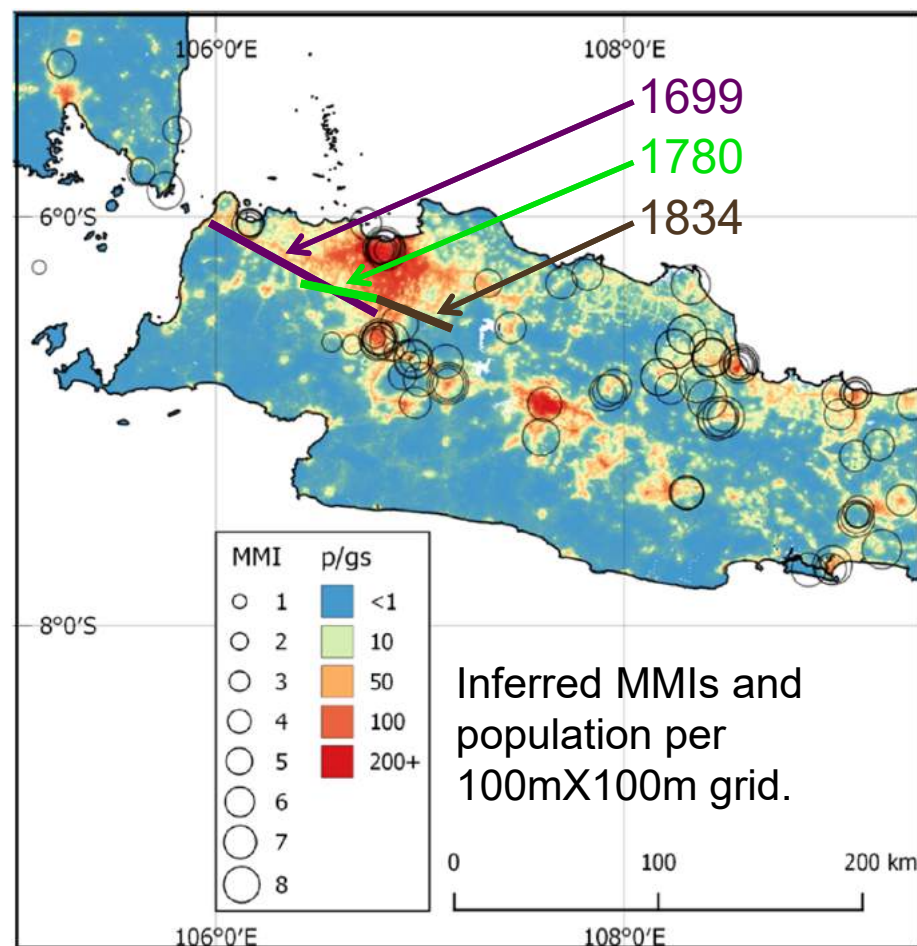 106°0′E
108°0′E
1699
1780
1834
6°0′S
MMI p/gs
1 <1
2 10
3 50
4 100
5 200+
6
7
8
8°0′S
Inferred MMIs and
population per
100mX100m grid.
0 100 200 km
106°0′E
108°0′E